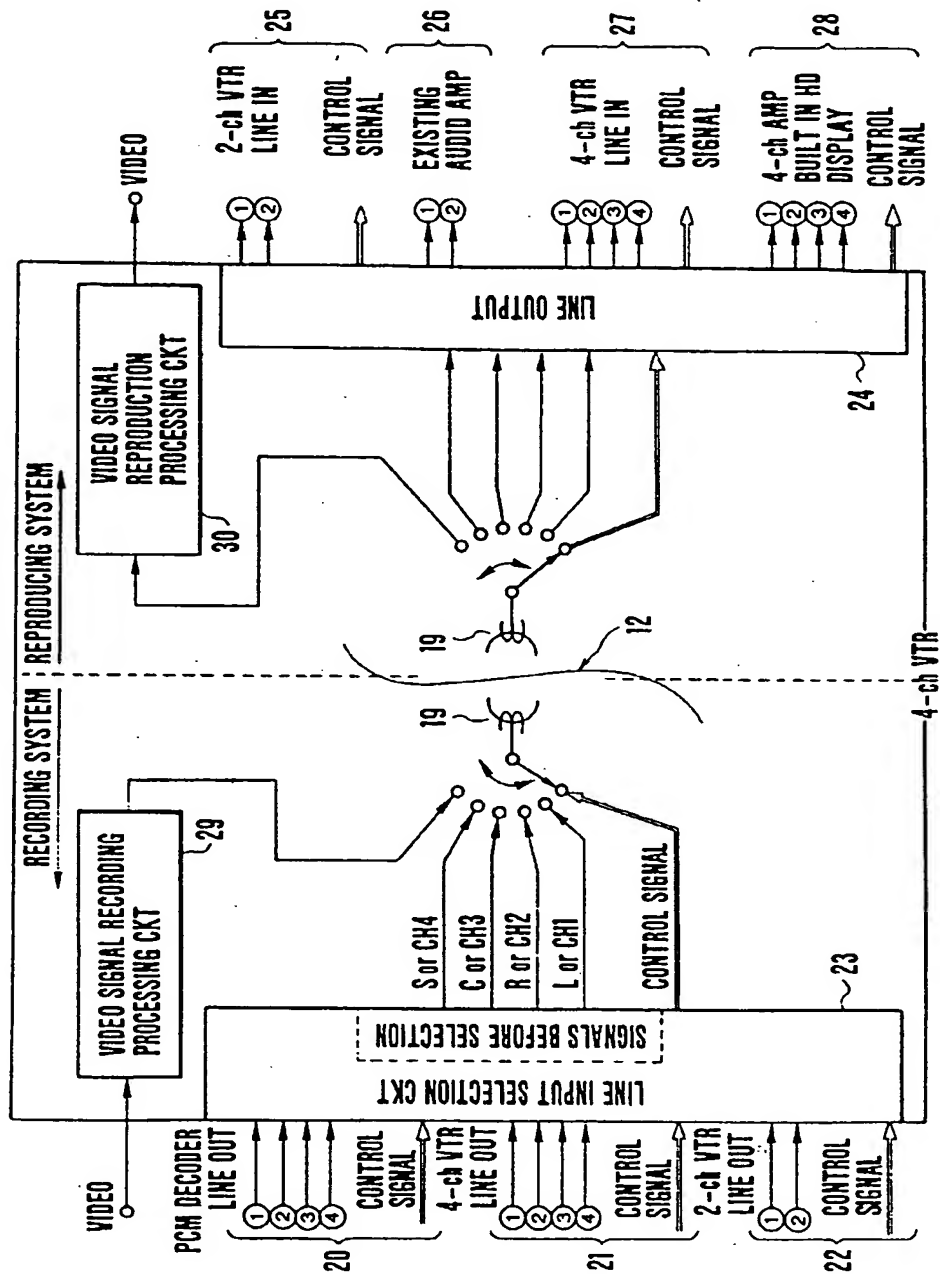 RECORDING SYSTEM
REPRODUCING SYSTEM
VIDEO
VIDEO SIGNAL RECORDING
PROCESSING CKT
29
VIDEO SIGNAL
REPRODUCTION
PROCESSING CKT
30
VIDEO
PCM DECODER
LINE OUT
1
2
3
4
CONTROL
SIGNAL
20
4-ch VTR
LINE OUT
1
2
3
4
CONTROL
SIGNAL
21
2-ch VTR
LINE OUT
1
2
CONTROL
SIGNAL
22
LINE INPUT SELECTION CKT
SIGNALS BEFORE SELECTION
23
S or CH4
C or CH3
R or CH2
L or CH1
CONTROL SIGNAL
19
19
12
LINE OUTPUT
24
1
2
2-ch VTR
LINE IN
CONTROL
SIGNAL
25
1
2
EXISTING
AUDIO AMP
26
1
2
3
4
4-ch VTR
LINE IN
CONTROL
SIGNAL
27
1
2
3
4
4-ch AMP
BUILT IN HD
DISPLAY
CONTROL
SIGNAL
28
4-ch VTR